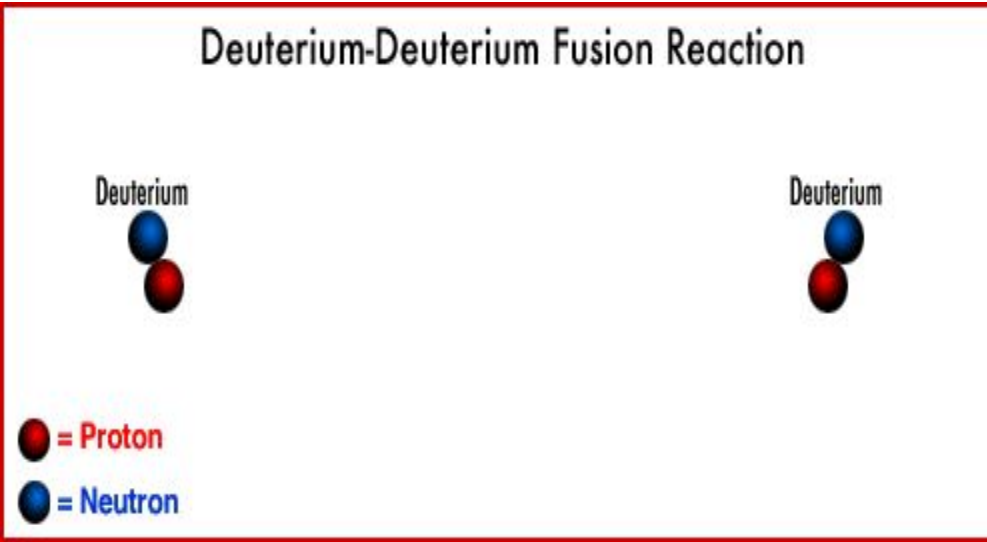 Deuterium-Deuterium Fusion Reaction
Deuterium
Deuterium
= Proton
= Neutron